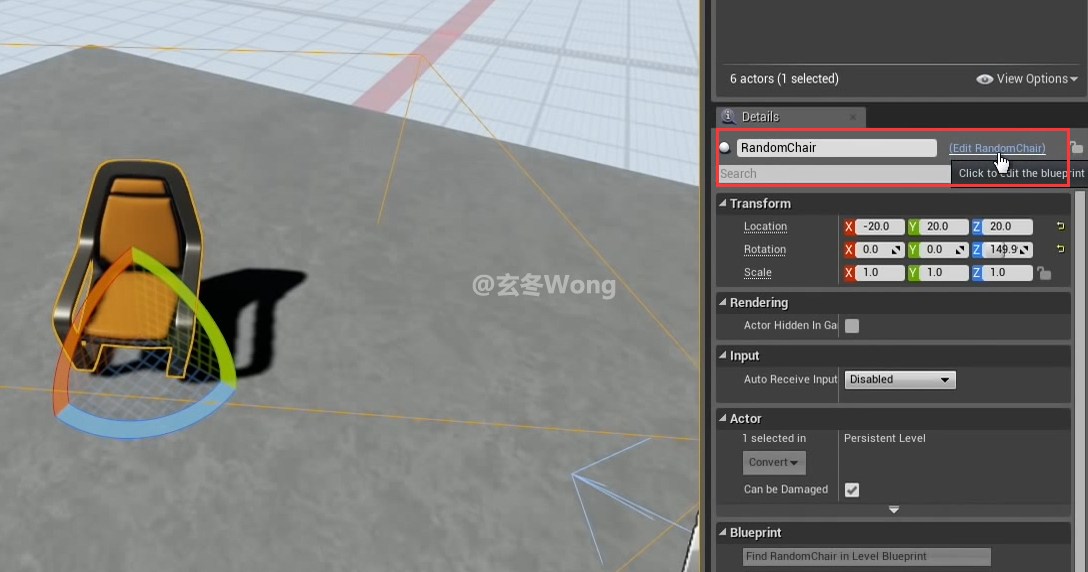 6 actors (1 selected)
View Options
Details
RandomChair
(Edit RandomChair)
Search
Click to edit the blueprint
Transform
Location X -20.0 Y 20.0 Z 20.0
Rotation X 0.0 Y 0.0 Z 149.9
Scale X 1.0 Y 1.0 Z 1.0
@玄冬Wong
Rendering
Actor Hidden In Ga
Input
Auto Receive Input Disabled
Actor
1 selected in Persistent Level
Convert
Can be Damaged
Blueprint
Find RandomChair in Level Blueprint